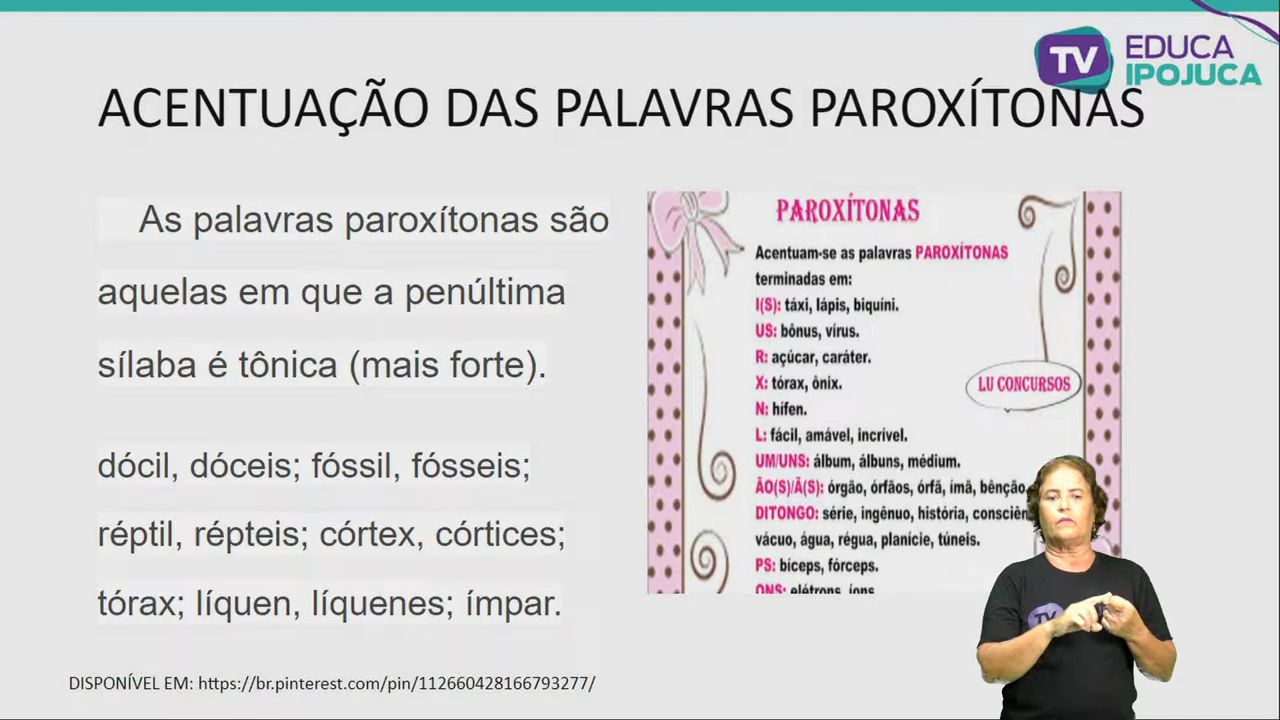 TV EDUCA
IPOJUCA
ACENTUAÇÃO DAS PALAVRAS PAROXÍTONAS
As palavras paroxítonas são
aquelas em que a penúltima
sílaba é tônica (mais forte).
dócil, dóceis; fóssil, fósseis;
réptil, répteis; córtex, córtices;
tórax; líquen, líquenes; ímpar.
PAROXÍTONAS
Acentuam-se as palavras PAROXÍTONAS
terminadas em:
I(S): táxi, lápis, biquíni.
US: bônus, vírus.
R: açúcar, caráter.
X: tórax, ônix.
N: hífen.
L: fácil, amável, incrível.
UM/UNS: álbum, álbuns, médium.
ÃO(S)/Ã(S): órgão, órfãos, órfã, ímã, bênção.
DITONGO: série, ingênuo, história,
vácuo, água, régua, planície, túneis.
PS: bíceps, fórceps.
ONS: elétrons, íons
LU CONCURSOS
TV
DISPONÍVEL EM: https://br.pinterest.com/pin/112660428166793277/